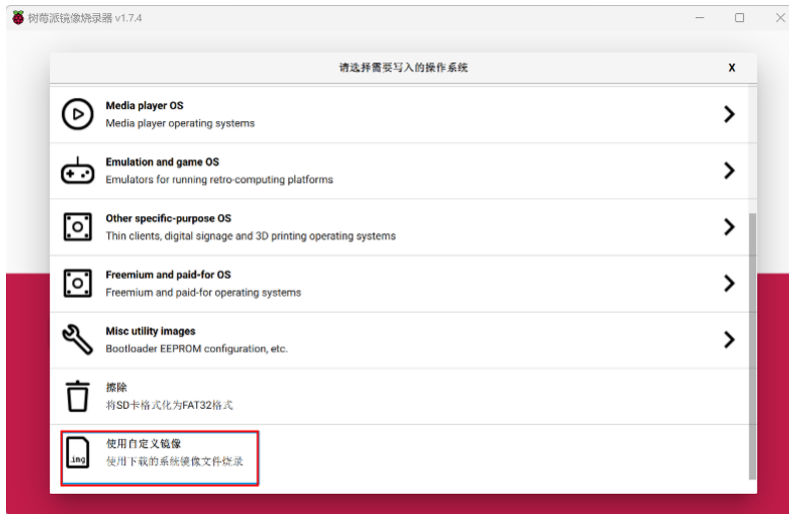 树莓派镜像烧录器 v1.7.4
请选择需要写入的操作系统 X
Media player OS
Media player operating systems
Emulation and game OS
Emulators for running retro-computing platforms
Other specific-purpose OS
Thin clients, digital signage and 3D printing operating systems
Freemium and paid-for OS
Freemium and paid-for operating systems
Misc utility images
Bootloader EEPROM configuration, etc.
擦除
将SD卡格式化为FAT32格式
使用自定义镜像
.img
使用下载的系统镜像文件烧录